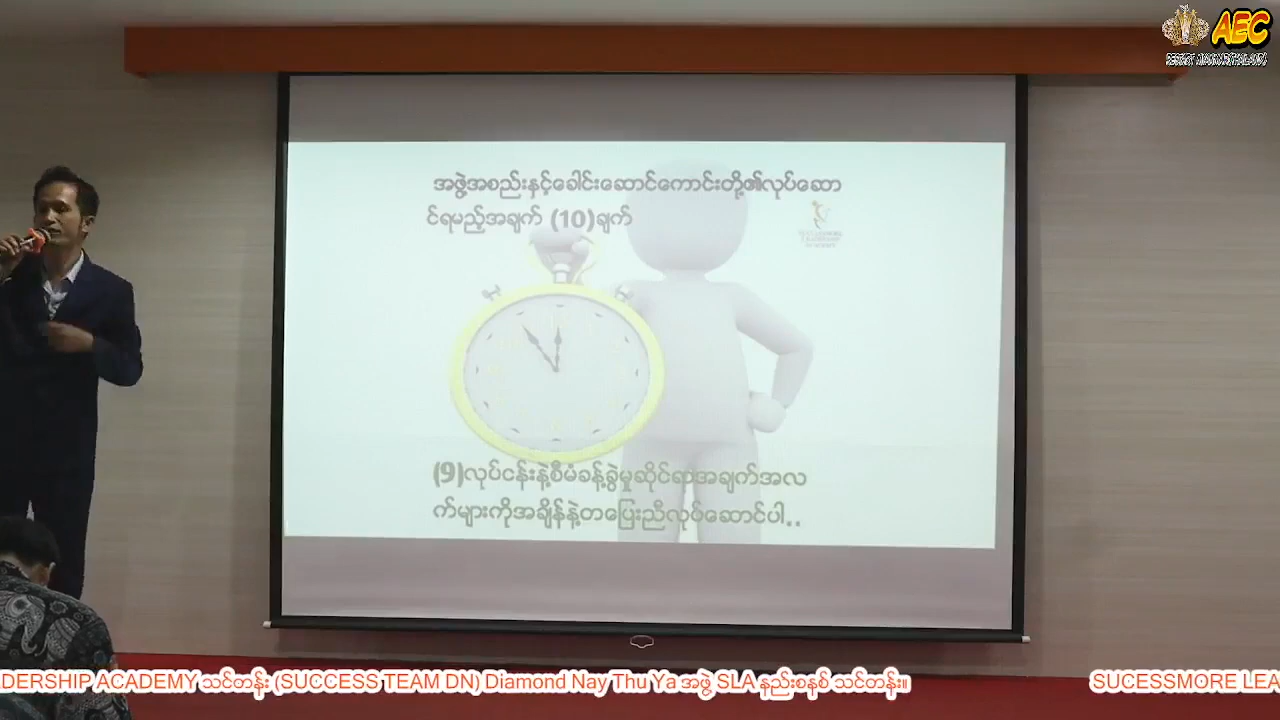 AEC
အဖွဲ့အစည်းနှင့်ခေါင်းဆောင်ကောင်းတို့၏လုပ်ဆော
င်ရမည့်အချက် (10)ချက်
(9)လုပ်ငန်းနဲ့စီမံခန့်ခွဲမှုဆိုင်ရာအချက်အလ
က်များကိုအချိန်နဲ့တပြေးညီလုပ်ဆောင်ပါ..
DERSHIP ACADEMY သင်တန်း (SUCCESS TEAM DN) Diamond Nay Thu Ya အဖွဲ့ SLA နည်းစနစ် သင်တန်း။ SUCESSMORE LEA